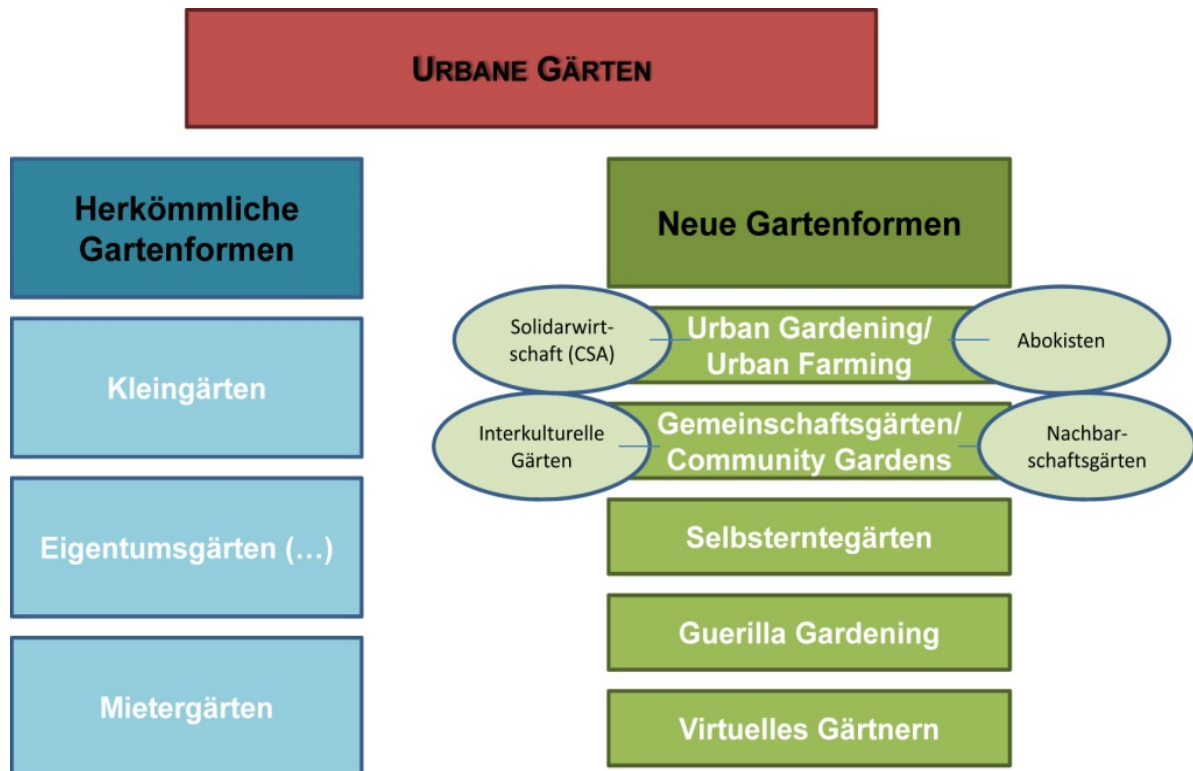 URBANE GÄRTEN
Herkömmliche
Gartenformen
Kleingärten
Eigentumsgärten (…)
Mietergärten
Neue Gartenformen
Solidarwirt-
schaft (CSA)
Urban Gardening/
Urban Farming
Abokisten
Interkulturelle
Gärten
Gemeinschaftsgärten/
Community Gardens
Nachbar-
schaftsgärten
Selbsterntegärten
Guerilla Gardening
Virtuelles Gärtnern